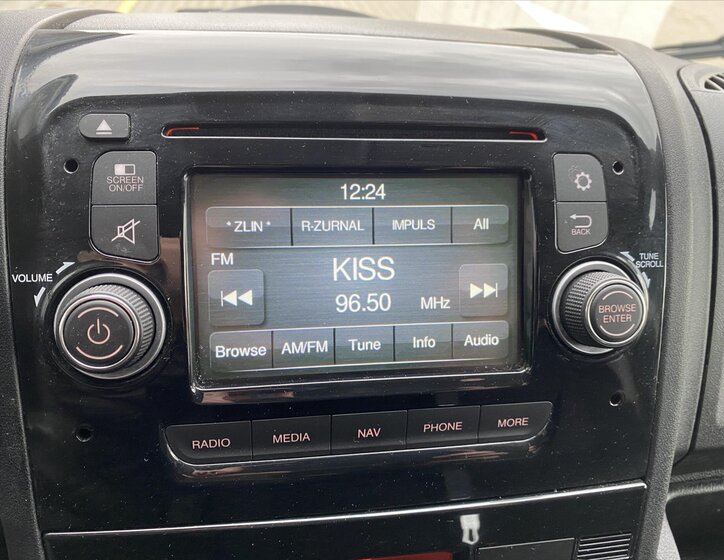 12:24
SCREEN
ON/OFF
* ZLIN *
R-ZURNAL
IMPULS
All
BACK
FM
KISS
VOLUME
TUNE
SCROLL
96.50 MHz
BROWSE
ENTER
Browse
AM/FM
Tune
Info
Audio
RADIO
MEDIA
NAV
PHONE
MORE